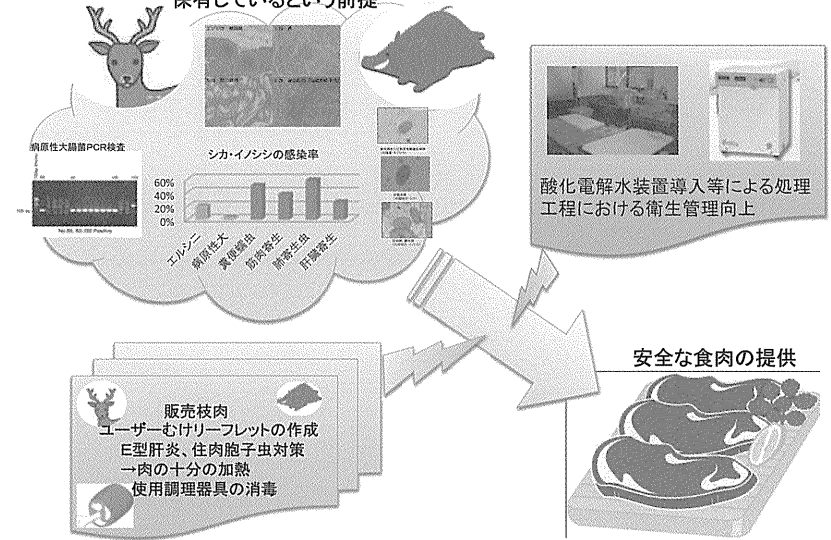 保有しているという前提
病原性大腸菌PCR検査
シカ・イノシシの感染率
60%
40%
20%
0%
エルシニ
病原性大
糞便蠕虫
筋肉寄生
肺寄生虫
肝臓寄生
酸化電解水装置導入等による処理
工程における衛生管理向上
安全な食肉の提供
販売枝肉
ユーザーむけリーフレットの作成
E型肝炎、住肉胞子虫対策
→肉の十分の加熱
使用調理器具の消毒